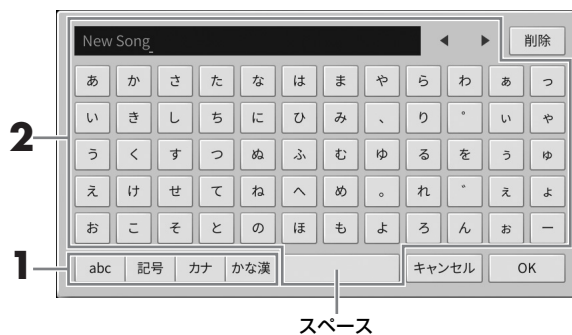 New Song_ ◀ ▶ 削除
あ か さ た な は ま や ら わ ぁ っ
い き し ち に ひ み 、 り ゜ ぃ ゃ
2 う く す つ ぬ ふ む ゆ る を ぅ ゅ
え け せ て ね へ め 。 れ ゛ ぇ ょ
お こ そ と の ほ も よ ろ ん ぉ ー
1 abc 記号 カナ かな漢 キャンセル OK
スペース